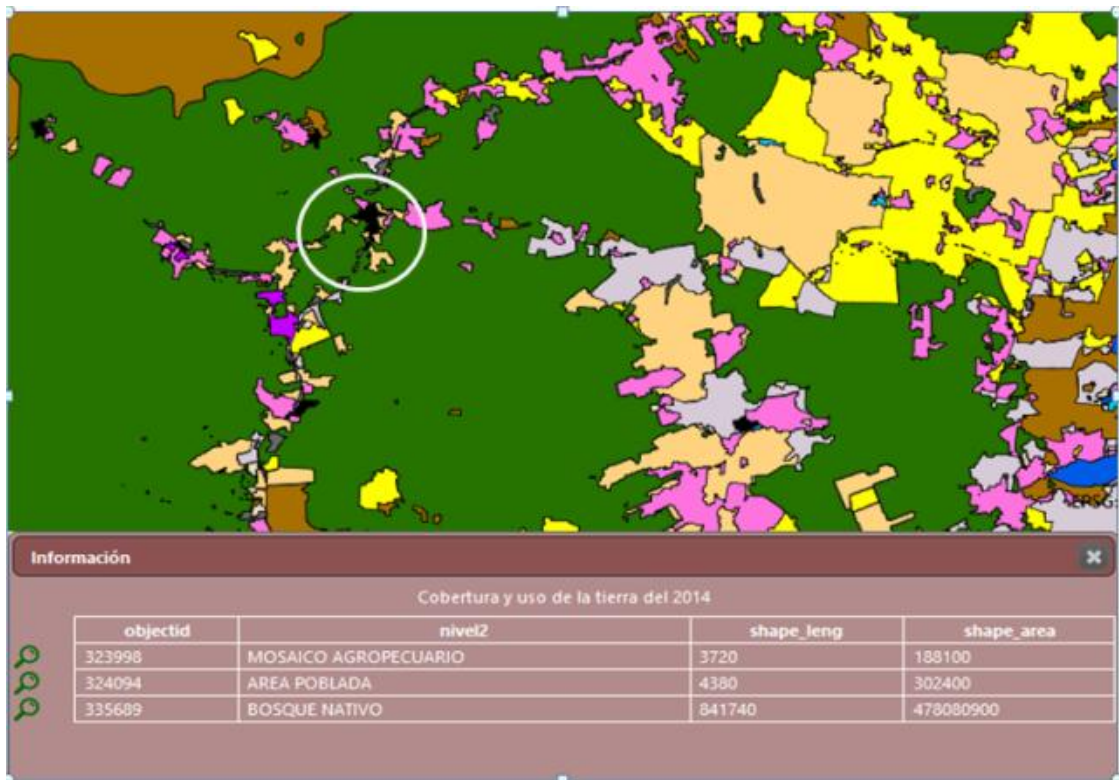 Información
Cobertura y uso de la tierra del 2014
objectid nivel2 shape_leng shape_area
323998 MOSAICO AGROPECUARIO 3720 188100
324094 AREA POBLADA 4380 302400
335689 BOSQUE NATIVO 841740 478080900